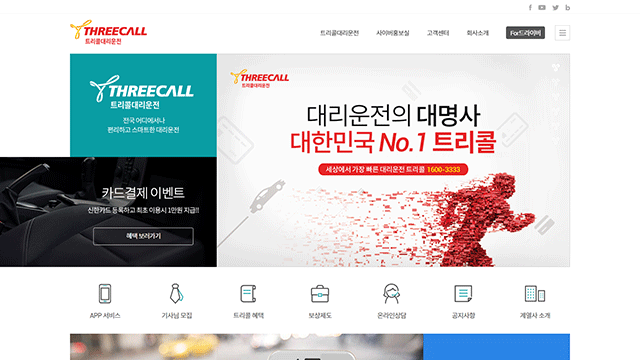 THREECALL
트리콜대리운전
트리콜대리운전
사이버홍보실
고객센터
회사소개
For드라이버
THREECALL
트리콜대리운전
전국 어디에서나
편리하고 스마트한 대리운전
THREECALL
트리콜대리운전
대리운전의 대명사
대한민국 No.1 트리콜
세상에서 가장 빠른 대리운전 트리콜 1600-3333
카드결제 이벤트
신한카드 등록하고 최초 이용시 1만원 지급!!
혜택 보러가기
APP 서비스
기사님 모집
트리콜 혜택
보상제도
온라인상담
공지사항
계열사 소개